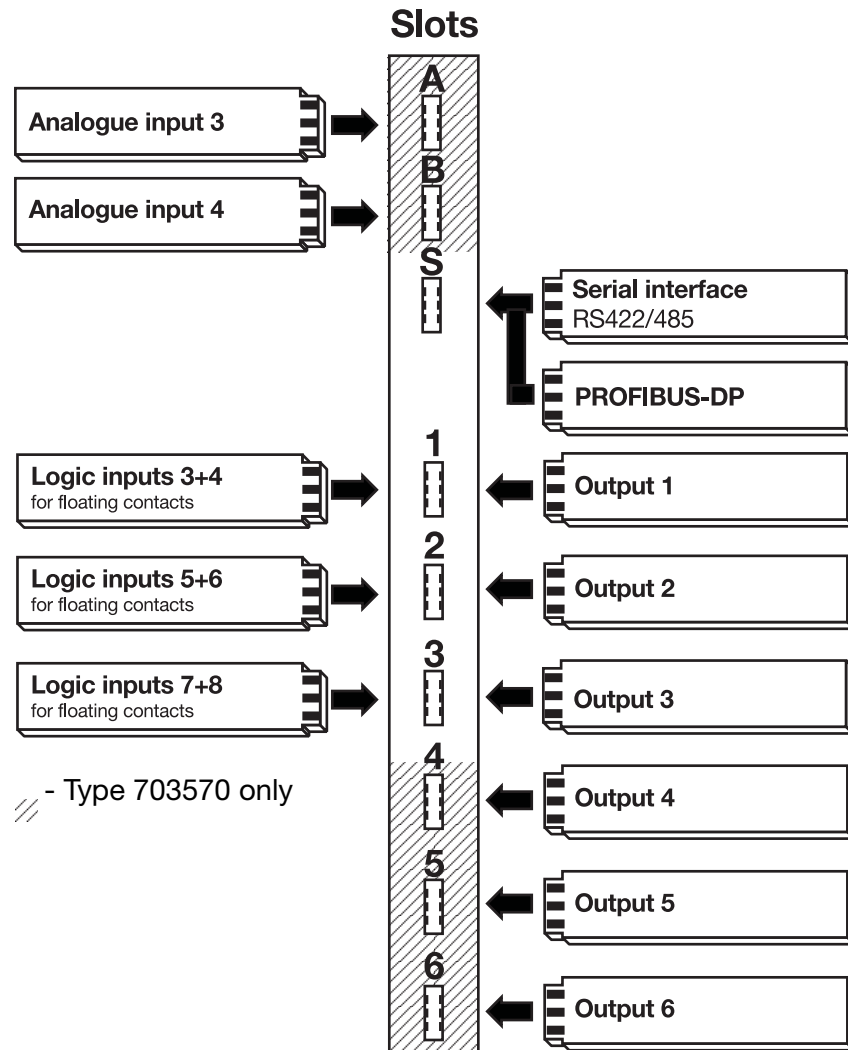 Slots
A
Analogue input 3
B
Analogue input 4
S
Serial interface
RS422/485
PROFIBUS-DP
1
Logic inputs 3+4
for floating contacts
Output 1
2
Logic inputs 5+6
for floating contacts
Output 2
3
Logic inputs 7+8
for floating contacts
Output 3
4
- Type 703570 only
Output 4
5
Output 5
6
Output 6